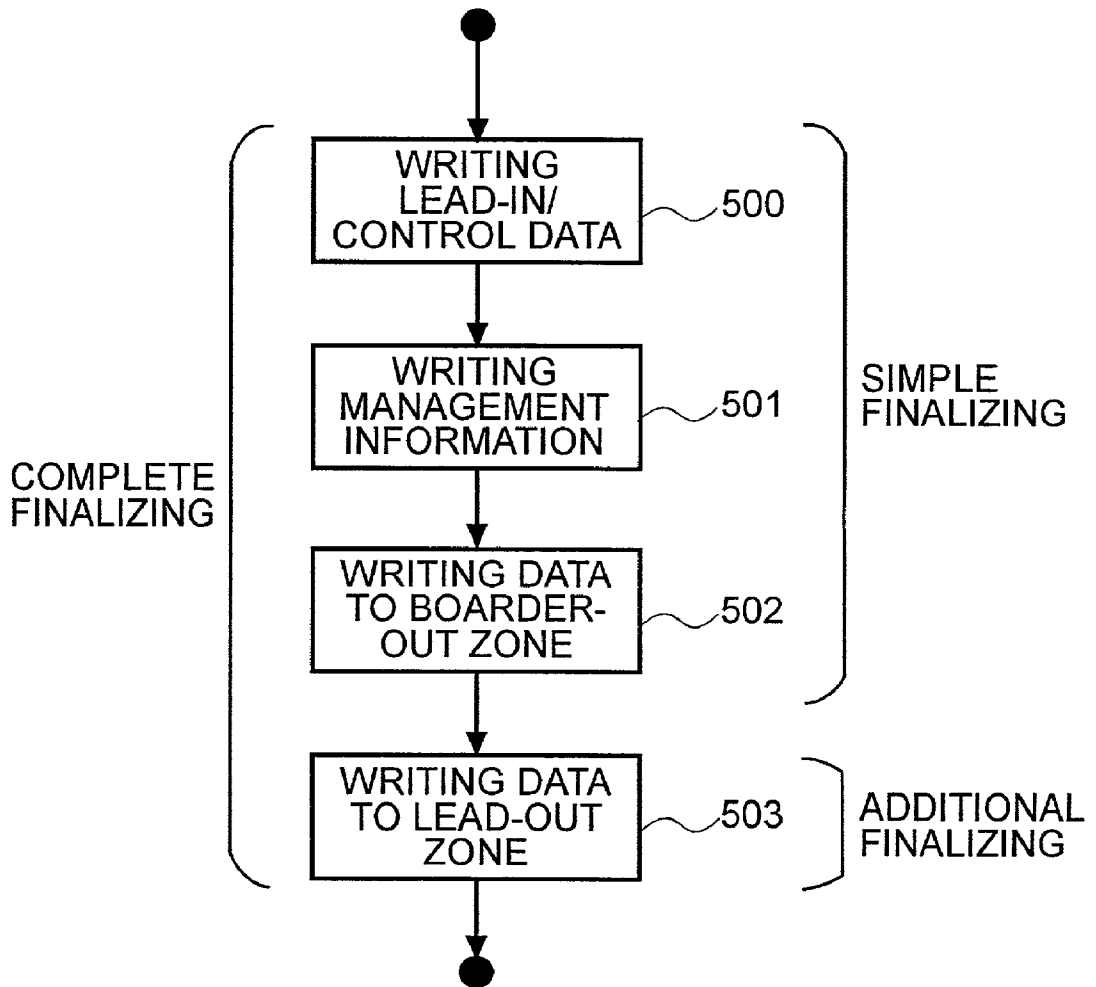 WRITING
LEAD-IN/
CONTROL DATA
500
WRITING
MANAGEMENT
INFORMATION
501
SIMPLE
FINALIZING
COMPLETE
FINALIZING
WRITING DATA
TO BOARDER-
OUT ZONE
502
WRITING DATA
TO LEAD-OUT
ZONE
503
ADDITIONAL
FINALIZING